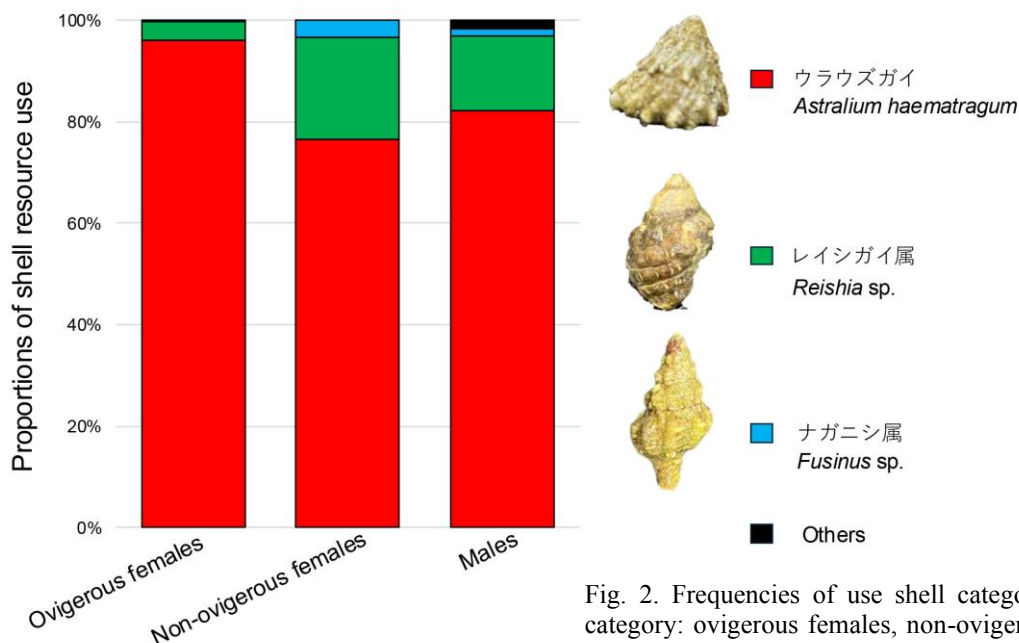 Proportions of shell resource use
100%
80%
60%
40%
20%
0%
Ovigerous females
Non-ovigerous females
Males
ウラウズガイ
Astralium haematragum
レイシガイ属
Reishia sp.
ナガニシ属
Fusinus sp.
Others
Fig. 2. Frequencies of use shell catego
category: ovigerous females, non-oviger